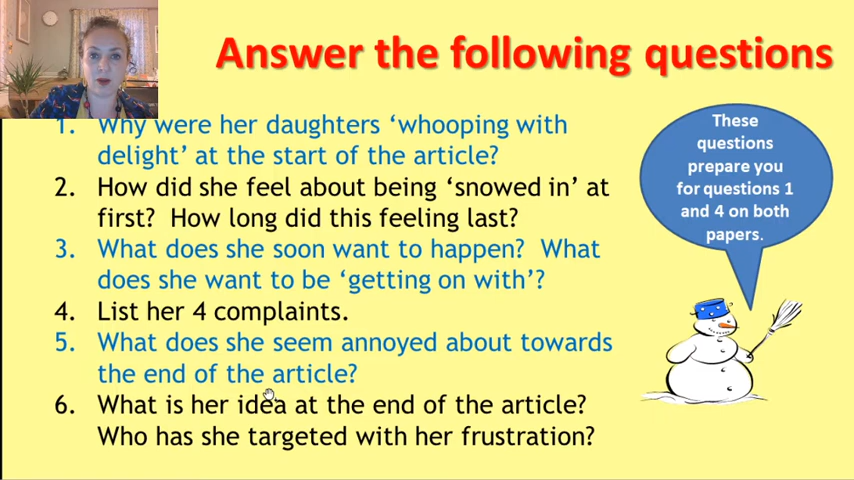 Answer the following questions
1. Why were her daughters ‘whooping with
delight’ at the start of the article?
2. How did she feel about being ‘snowed in’ at
first? How long did this feeling last?
3. What does she soon want to happen? What
does she want to be ‘getting on with’?
4. List her 4 complaints.
5. What does she seem annoyed about towards
the end of the article?
6. What is her idea at the end of the article?
Who has she targeted with her frustration?
These
questions
prepare you
for questions 1
and 4 on both
papers.